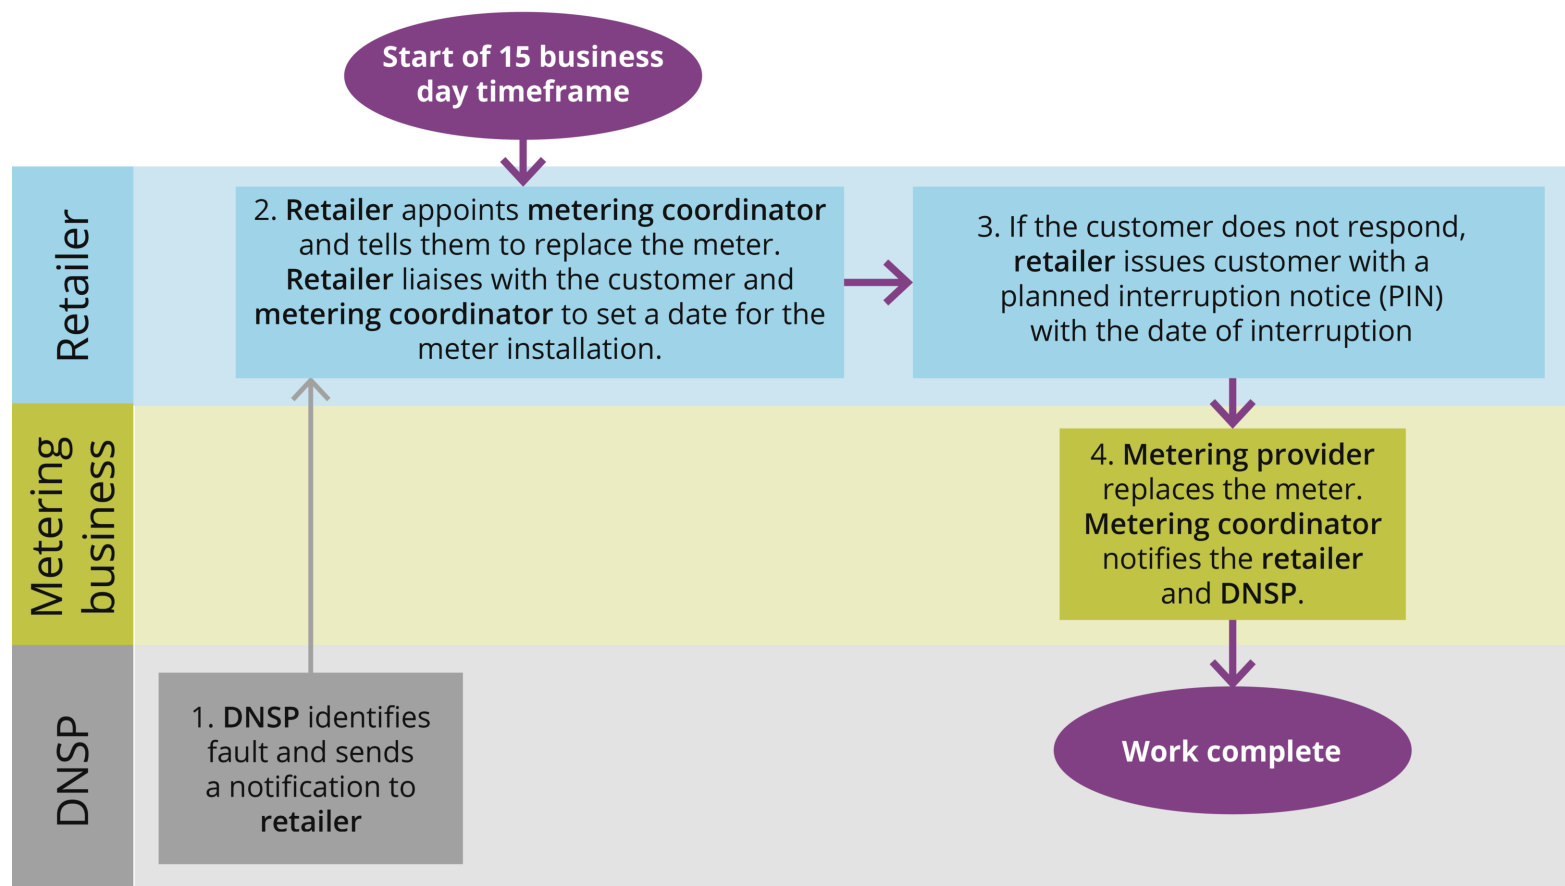 Start of 15 business
day timeframe
Retailer
2. Retailer appoints metering coordinator
and tells them to replace the meter.
Retailer liaises with the customer and
metering coordinator to set a date for the
meter installation.
3. If the customer does not respond,
retailer issues customer with a
planned interruption notice (PIN)
with the date of interruption
Metering
business
4. Metering provider
replaces the meter.
Metering coordinator
notifies the retailer
and DNSP.
DNSP
1. DNSP identifies
fault and sends
a notification to
retailer
Work complete